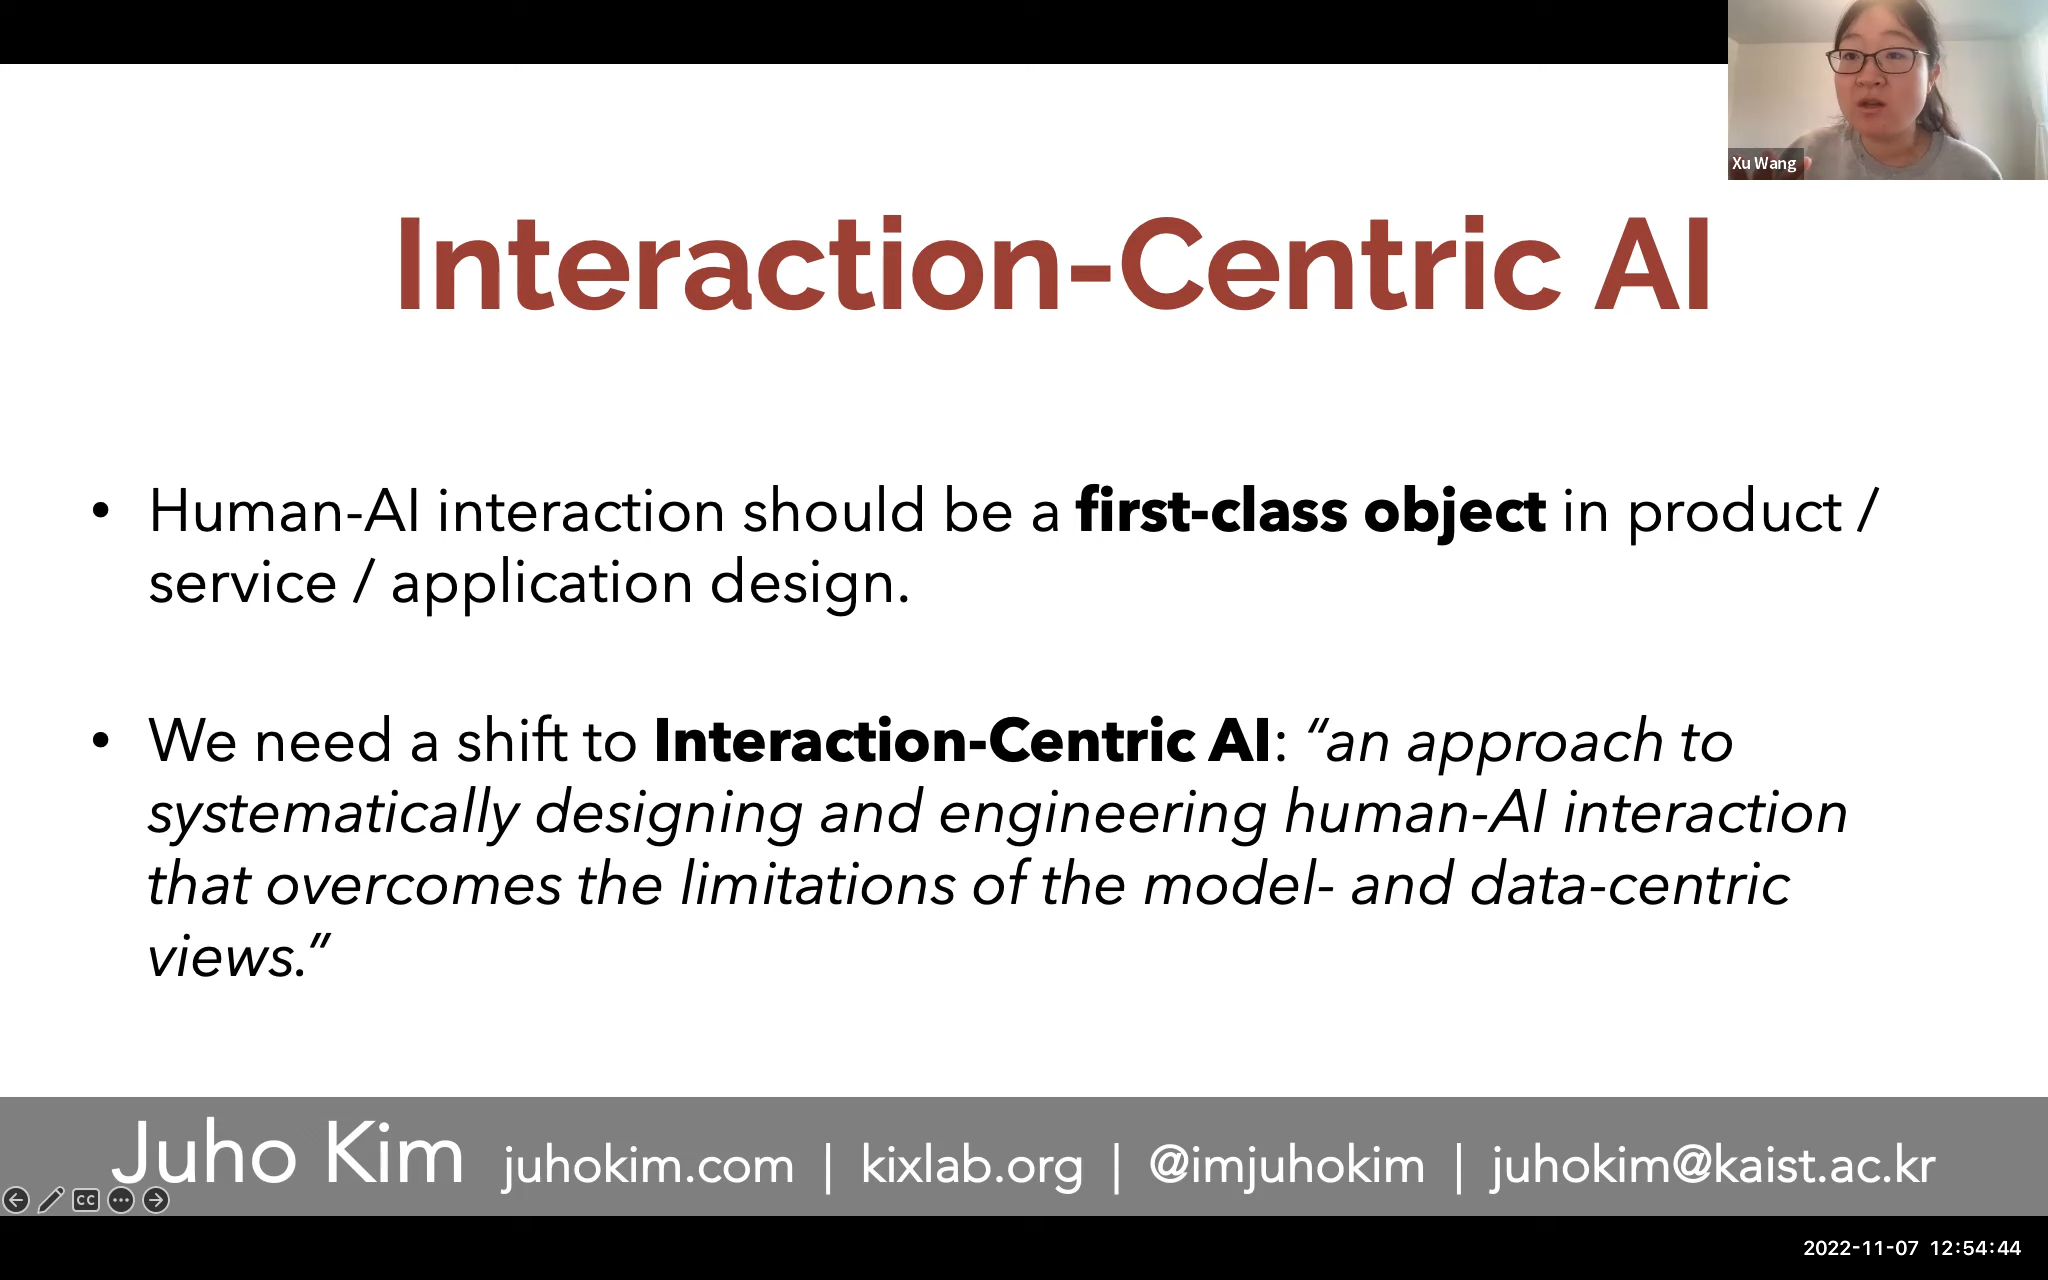 Xu Wang
Interaction-Centric AI
• Human-AI interaction should be a first-class object in product /
service / application design.
• We need a shift to Interaction-Centric AI: “an approach to
systematically designing and engineering human-AI interaction
that overcomes the limitations of the model- and data-centric
views.”
Juho Kim juhokim.com | kixlab.org | @imjuhokim | juhokim@kaist.ac.kr
CC
2022-11-07 12:54:44